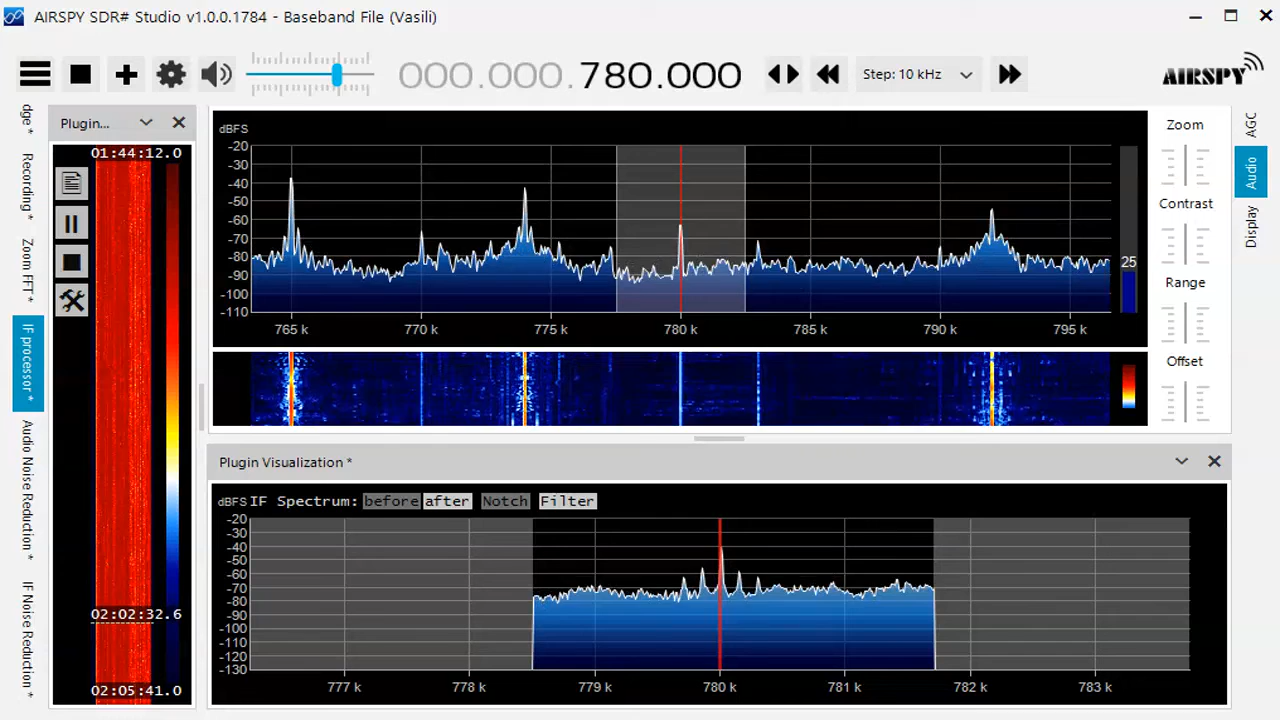 AIRSPY SDR# Studio v1.0.0.1784 - Baseband File (Vasili)
000.000.780.000
Step: 10 kHz
AIRSPY
dge *
Recording *
Zoom FFT *
IF processor *
Audio Noise Reduction *
IF Noise Reduction *
Plugin...
01:44:12.0
02:02:32.6
02:05:41.0
dBFS
-20
-30
-40
-50
-60
-70
-80
-90
-100
-110
765 k
770 k
775 k
780 k
785 k
790 k
795 k
25
Zoom
Contrast
Range
Offset
AGC
Audio
Display
Plugin Visualization *
dBFS IF Spectrum: before after Notch Filter
-20
-30
-40
-50
-60
-70
-80
-90
-100
-110
-120
-130
777 k
778 k
779 k
780 k
781 k
782 k
783 k